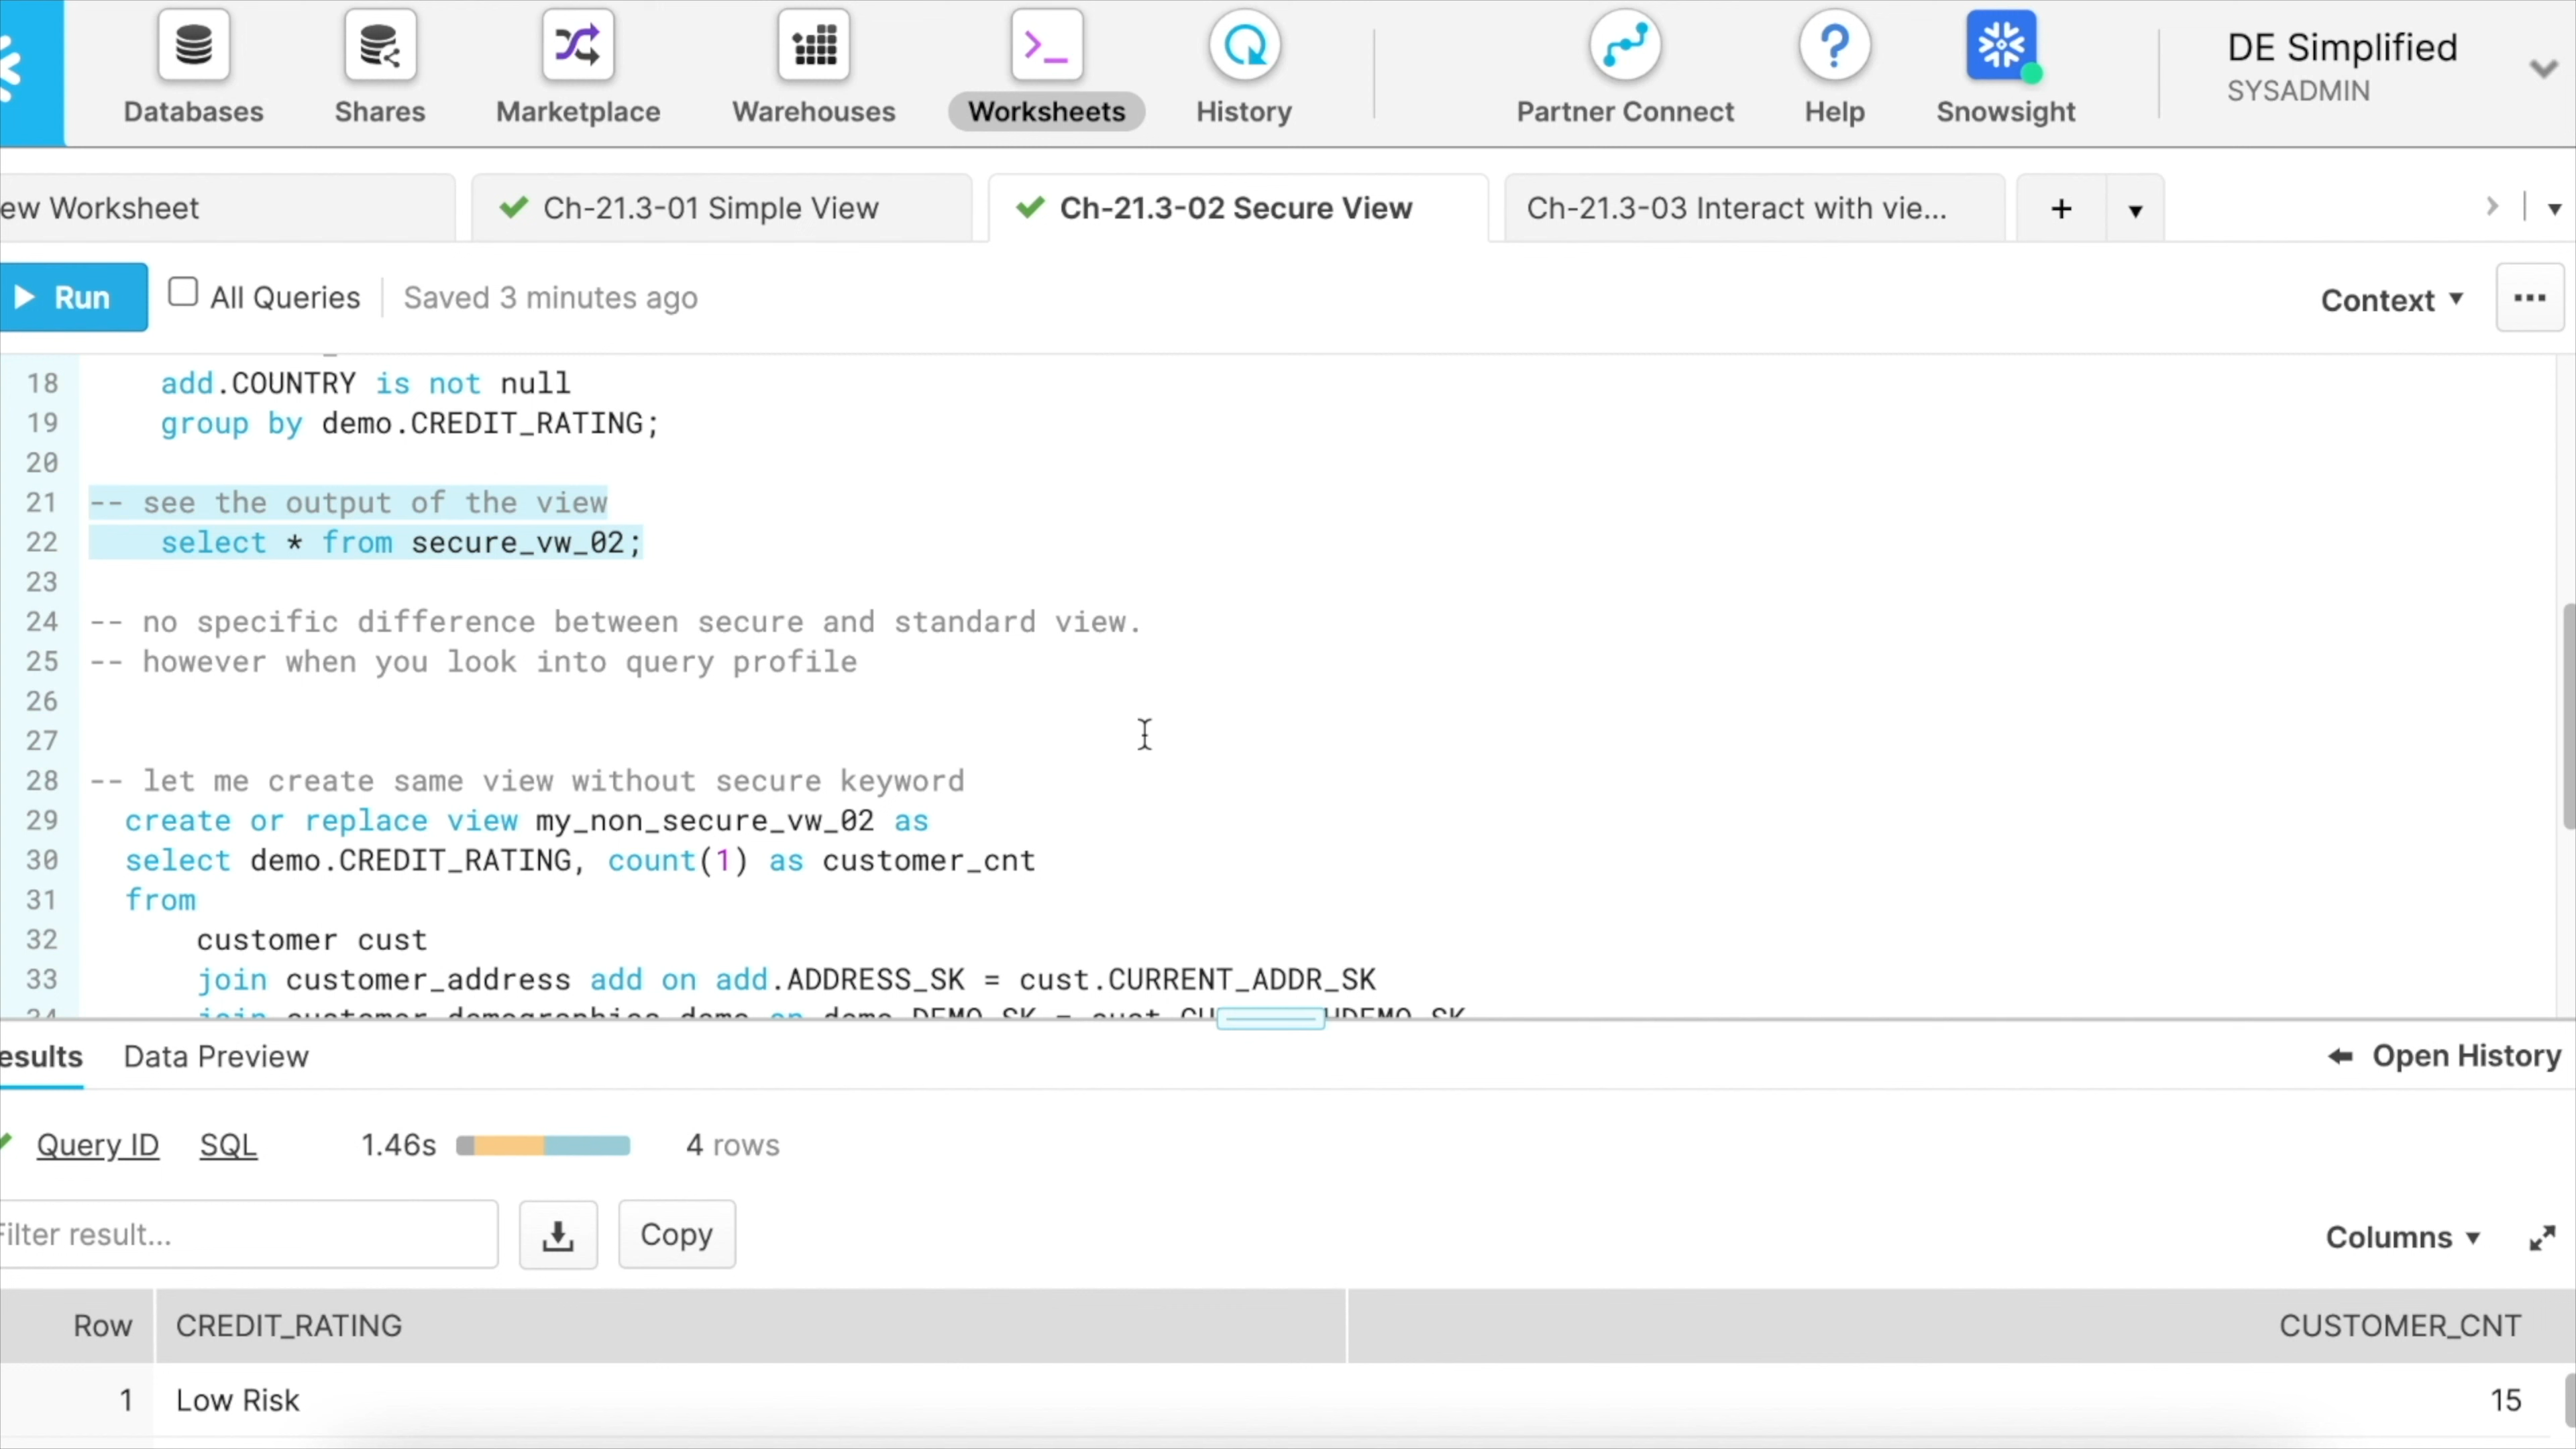 Databases
Shares
Marketplace
Warehouses
Worksheets
History
Partner Connect
Help
Snowsight
DE Simplified
SYSADMIN
ew Worksheet
Ch-21.3-01 Simple View
Ch-21.3-02 Secure View
Ch-21.3-03 Interact with vie...
Run
All Queries
Saved 3 minutes ago
Context
18 add.COUNTRY is not null
19 group by demo.CREDIT_RATING;
20
21 -- see the output of the view
22 select * from secure_vw_02;
23
24 -- no specific difference between secure and standard view.
25 -- however when you look into query profile
26
27
28 -- let me create same view without secure keyword
29 create or replace view my_non_secure_vw_02 as
30 select demo.CREDIT_RATING, count(1) as customer_cnt
31 from
32 customer cust
33 join customer_address add on add.ADDRESS_SK = cust.CURRENT_ADDR_SK
34 join customer_demographics demo on demo.DEMO_SK =
esults
Data Preview
Open History
Query ID
SQL
1.46s
4 rows
Filter result...
Copy
Columns
Row CREDIT_RATING CUSTOMER_CNT
1 Low Risk 15